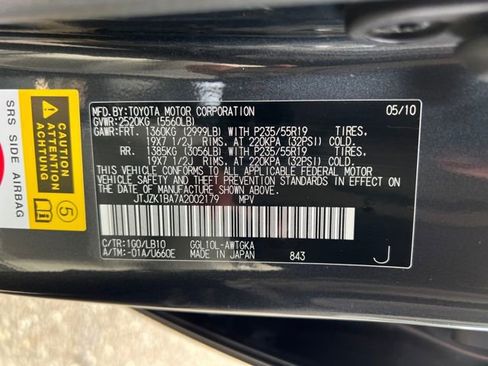 MFD.BY:TOYOTA MOTOR CORPORATION 05/10
GVWR:2520KG (5560LB)
GAWR:FRT. 1360KG (2999LB) WITH P235/55R19 TIRES,
19X7 1/2J RIMS, AT 220KPA (32PSI) COLD
RR. 1385KG (3056LB) WITH P235/55R19 TIRES,
19X7 1/2J RIMS, AT 220KPA (32PSI) COLD
THIS VEHICLE CONFORMS TO ALL APPLICABLE FEDERAL MOTOR
VEHICLE SAFETY AND THEFT PREVENTION STANDARDS IN EFFECT
ON THE DATE OF MANUFACTURE SHOWN ABOVE.
JTJZK1BA7A2002179 MPV
C/TR:1G0/LB10 GGL10L-AWTGKA
A/TM:-01A/U660E MADE IN JAPAN 843
J
SRS SIDE AIRBAG
ATTENTION
ACHTUNG
5